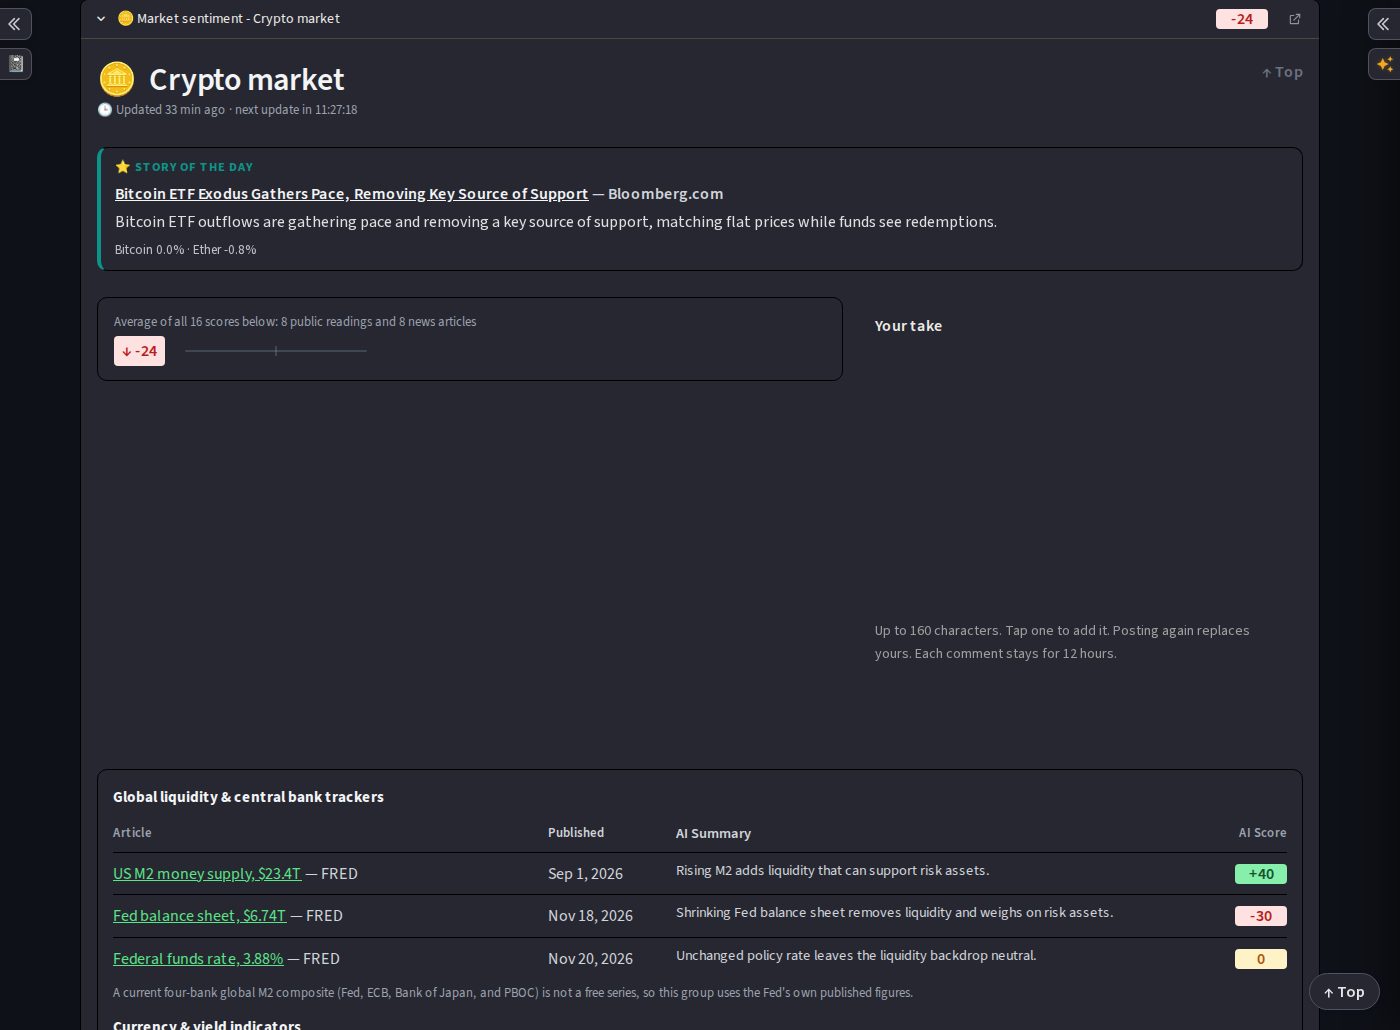 Market sentiment - Crypto market
-24
Crypto market
↑ Top
Updated 33 min ago · next update in 11:27:18
STORY OF THE DAY
Bitcoin ETF Exodus Gathers Pace, Removing Key Source of Support — Bloomberg.com
Bitcoin ETF outflows are gathering pace and removing a key source of support, matching flat prices while funds see redemptions.
Bitcoin 0.0% · Ether -0.8%
Average of all 16 scores below: 8 public readings and 8 news articles
↓ -24
Your take
Up to 160 characters. Tap one to add it. Posting again replaces
yours. Each comment stays for 12 hours.
Global liquidity & central bank trackers
Article Published AI Summary AI Score
US M2 money supply, $23.4T — FRED Sep 1, 2026 Rising M2 adds liquidity that can support risk assets. +40
Fed balance sheet, $6.74T — FRED Nov 18, 2026 Shrinking Fed balance sheet removes liquidity and weighs on risk assets. -30
Federal funds rate, 3.88% — FRED Nov 20, 2026 Unchanged policy rate leaves the liquidity backdrop neutral. 0
A current four-bank global M2 composite (Fed, ECB, Bank of Japan, and PBOC) is not a free series, so this group uses the Fed's own published figures.
↑ Top
Currency & yield indicators